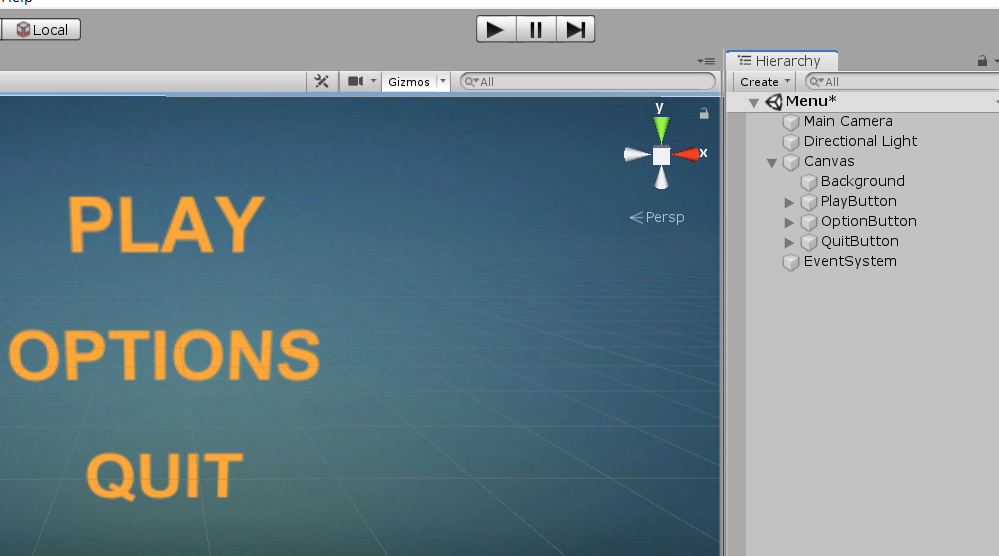 Local
Hierarchy
Gizmos
All
Create
All
Menu*
Main Camera
Directional Light
Canvas
Background
PlayButton
OptionButton
QuitButton
EventSystem
y
x
Persp
PLAY
OPTIONS
QUIT